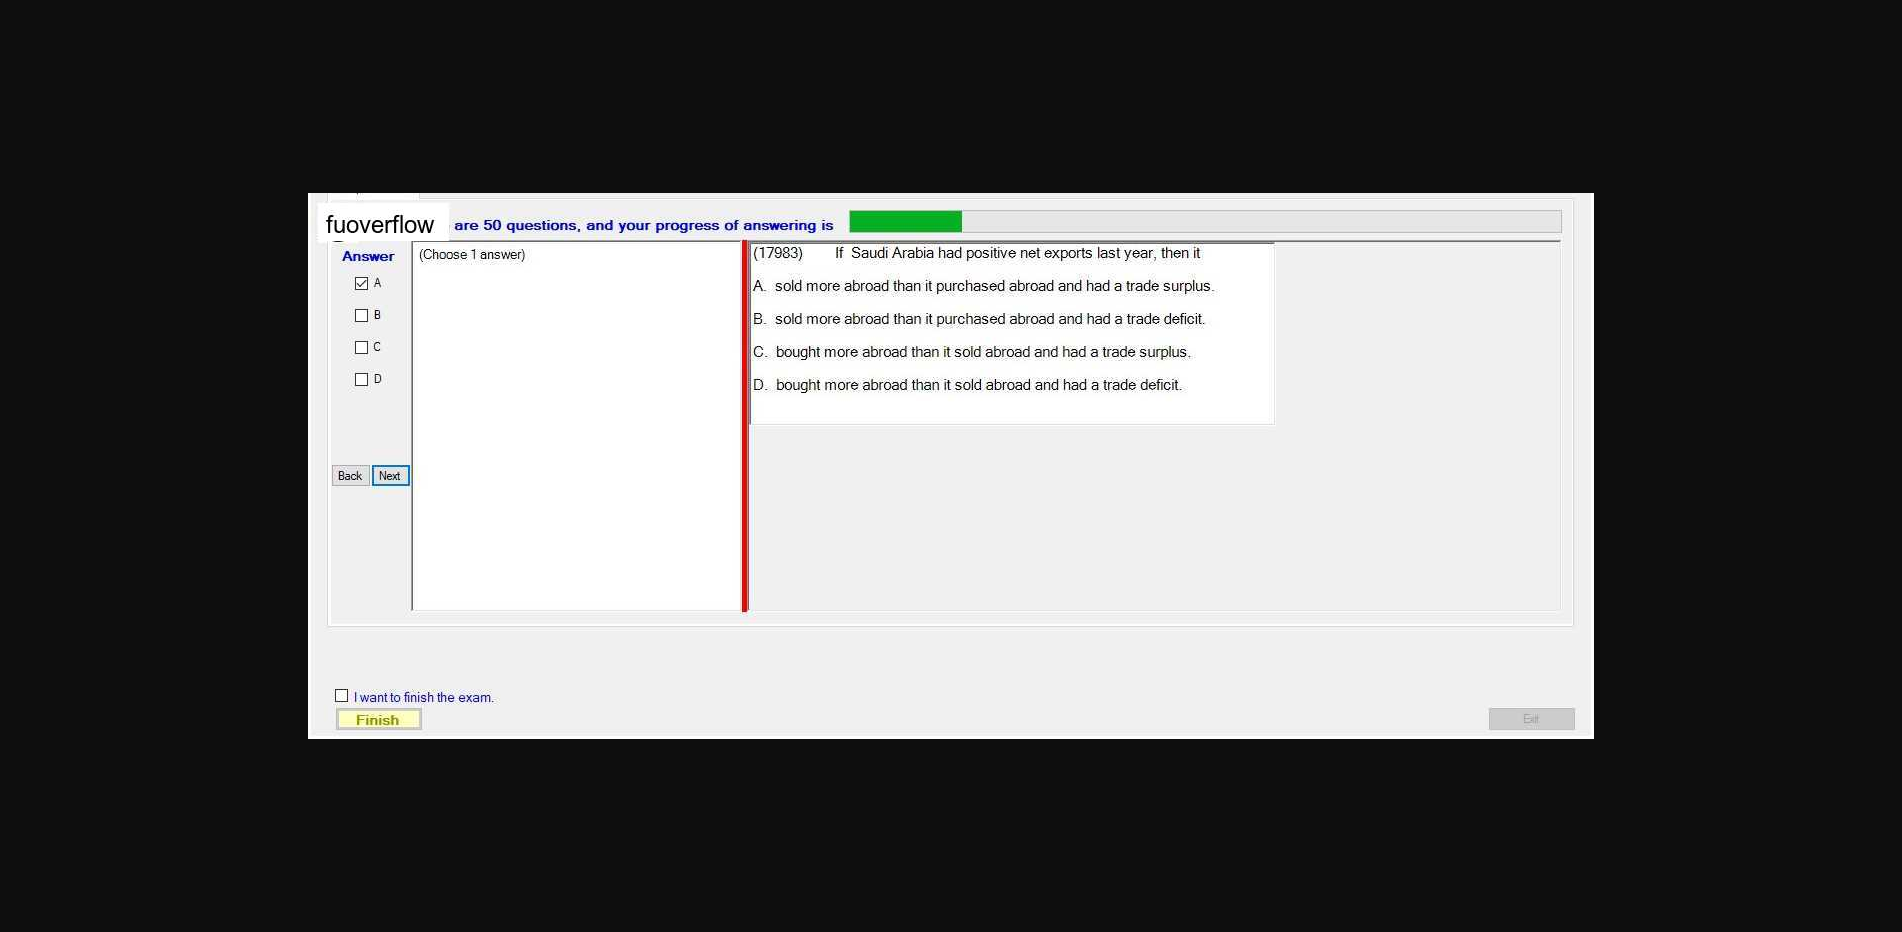 fuoverflow are 50 questions, and your progress of answering is
Answer
(Choose 1 answer)
A
B
C
D
Back Next
(17983) If Saudi Arabia had positive net exports last year, then it
A. sold more abroad than it purchased abroad and had a trade surplus.
B. sold more abroad than it purchased abroad and had a trade deficit.
C. bought more abroad than it sold abroad and had a trade surplus.
D. bought more abroad than it sold abroad and had a trade deficit.
I want to finish the exam.
Finish
Exit